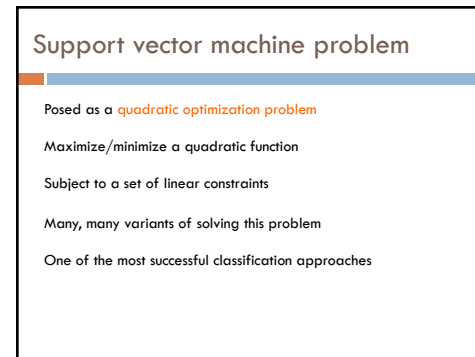 Support vector machine problem
Posed as a quadratic optimization problem
Maximize/minimize a quadratic function
Subject to a set of linear constraints
Many, many variants of solving this problem
One of the most successful classification approaches